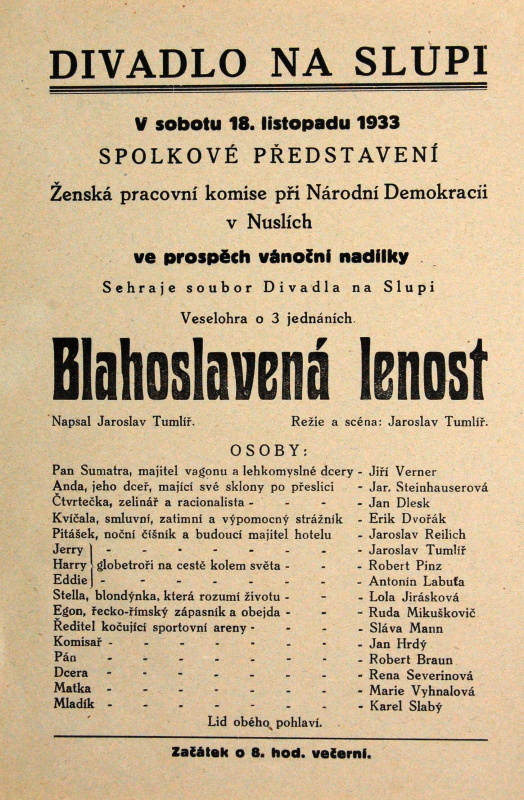 DIVADLO NA SLUPI
V sobotu 18. listopadu 1933
SPOLKOVÉ PŘEDSTAVENÍ
Ženská pracovní komise při Národní Demokracii
v Nuslích
ve prospěch vánoční nadílky
Sehraje soubor Divadla na Slupi
Veselohra o 3 jednáních.
Blahoslavená lenost
Napsal Jaroslav Tumlíř. Režie a scéna: Jaroslav Tumlíř.
OSOBY:
Pan Sumatra, majitel vagonu a lehkomyslné dcery - Jiří Verner
Anda, jeho dceř, mající své sklony po přeslici - Jar. Steinhauserová
Čtvrtečka, zelinář a racionalista - - - - Jan Dlesk
Kvíčala, smluvní, zatimní a výpomocný strážník - Erik Dvořák
Pitášek, noční číšník a budoucí majitel hotelu - Jaroslav Reilich
Jerry - - - - - - - - Jaroslav Tumlíř
Harry globetroři na cestě kolem světa - - - Robert Pinz
Eddie - - - - - - - - Antonín Labuťa
Stella, blondýnka, která rozumí životu - - - Lola Jirásková
Egon, řecko-římský zápasník a obejda - - - Ruda Mikuškovič
Ředitel kočující sportovní areny - - - - Sláva Mann
Komisař - - - - - - - - Jan Hrdý
Pán - - - - - - - - Robert Braun
Dcera - - - - - - - - Rena Severinová
Matka - - - - - - - - Marie Vyhnalová
Mladík - - - - - - - - Karel Slabý
Lid obého pohlaví.
Začátek o 8. hod. večerní.